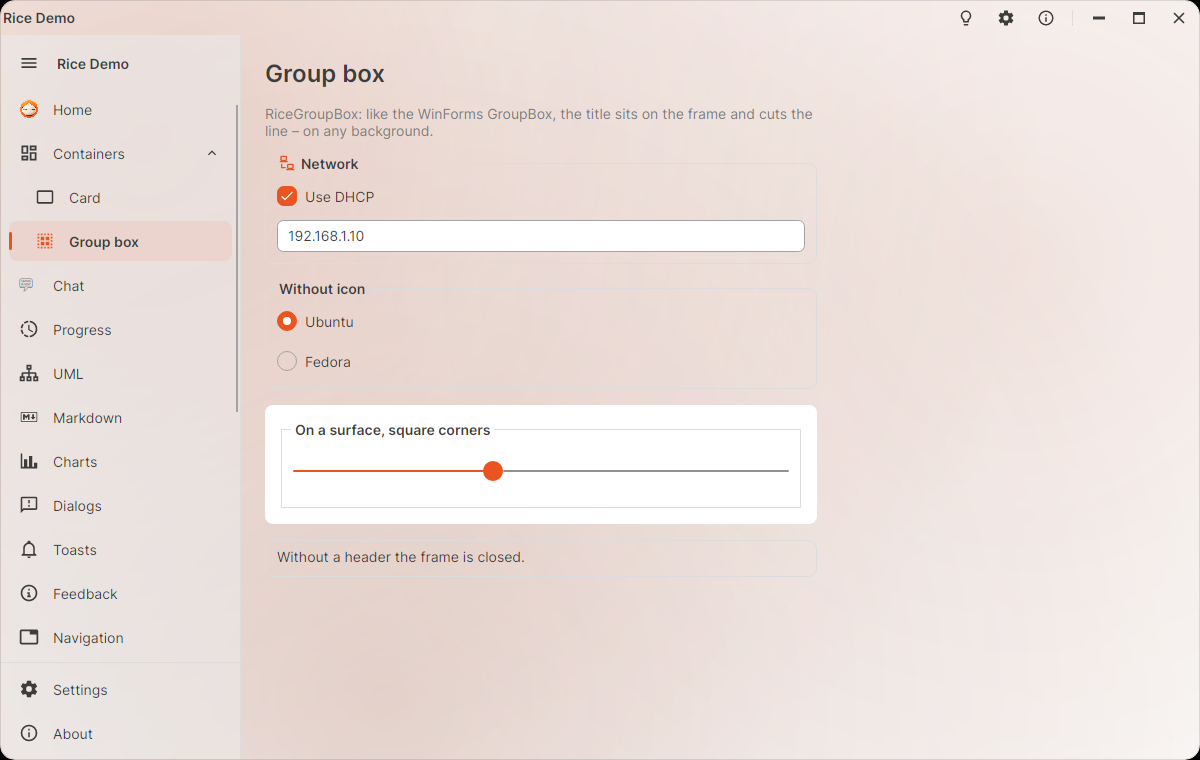 Rice Demo
Rice Demo
Home
Containers
Card
Group box
Chat
Progress
UML
Markdown
Charts
Dialogs
Toasts
Feedback
Navigation
Settings
About
Group box
RiceGroupBox: like the WinForms GroupBox, the title sits on the frame and cuts the
line – on any background.
Network
Use DHCP
192.168.1.10
Without icon
Ubuntu
Fedora
On a surface, square corners
Without a header the frame is closed.